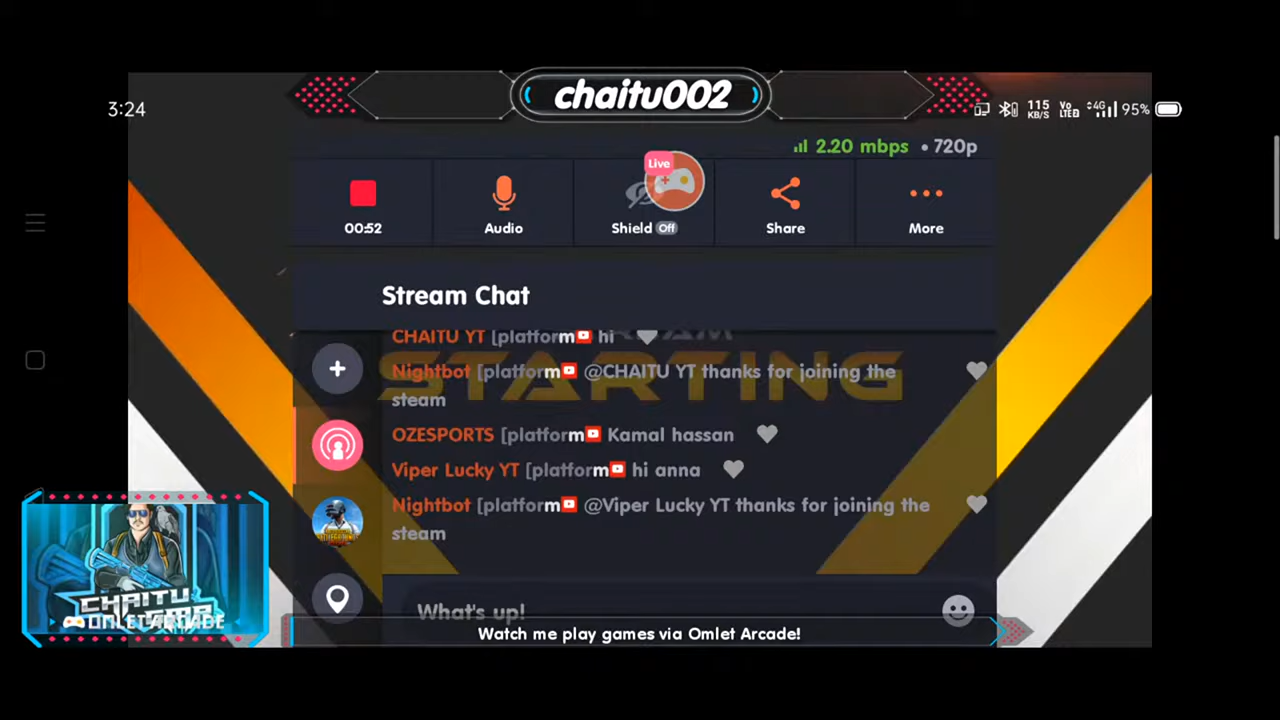 chaitu002
3:24
115 KB/S
Vo LTE2
4G
95%
2.20 mbps • 720p
Live
00:52
Audio
Shield Off
Share
More
Stream Chat
STARTING
CHAITU YT [platform hi
Nightbot [platform @CHAITU YT thanks for joining the
steam
OZESPORTS [platform Kamal hassan
Viper Lucky YT [platform hi anna
Nightbot [platform @Viper Lucky YT thanks for joining the
steam
What's up!
CHAITU
OMLET ARCADE
Watch me play games via Omlet Arcade!